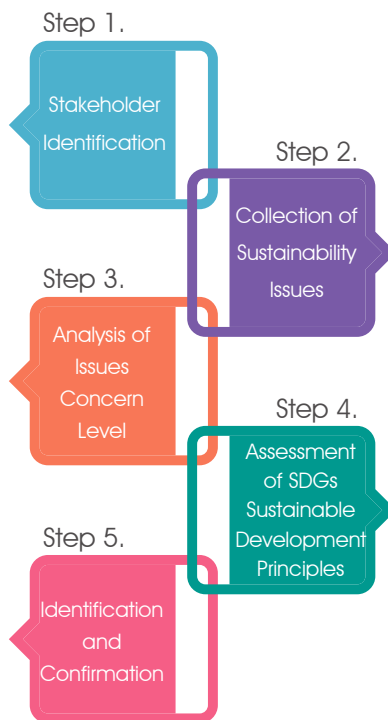 Step 1.
Stakeholder
Identification
Step 2.
Collection of
Sustainability
Issues
Step 3.
Analysis of
Issues
Concern
Level
Step 4.
Assessment
of SDGs
Sustainable
Development
Principles
Step 5.
Identification
and
Confirmation